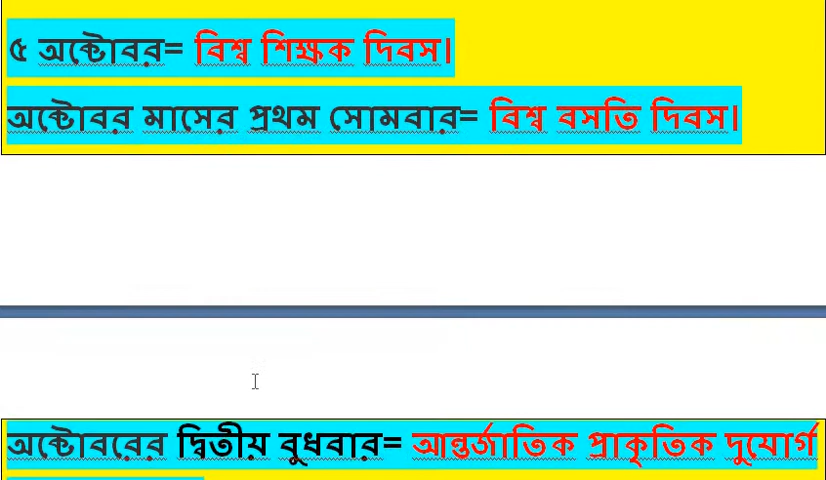 ৫ অক্টোবর= বিশ্ব শিক্ষক দিবস।
অক্টোবর মাসের প্রথম সোমবার= বিশ্ব বসতি দিবস।
অক্টোবরের দ্বিতীয় বুধবার= আন্তর্জাতিক প্রাকৃতিক দুযোর্গ